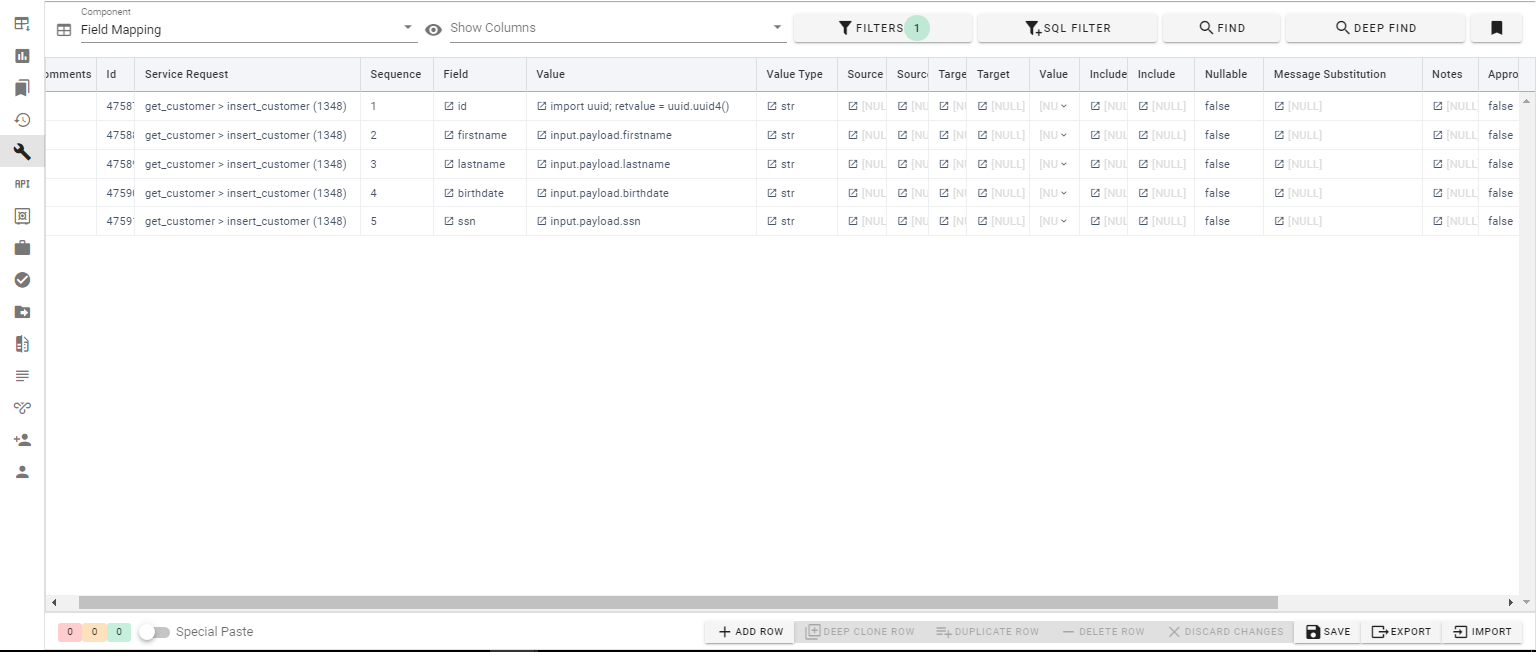 Component
Field Mapping
Show Columns
FILTERS 1
SQL FILTER
FIND
DEEP FIND
API
omments Id Service Request Sequence Field Value Value Type Source Sourc Targe Target Value Include Include Nullable Message Substitution Notes Appro
4758 get_customer > insert_customer (1348) 1 id import uuid; retvalue = uuid.uuid4() str [NUL [NU [N [NULL] [NU [NUL [NULL] false [NULL] [NULL false
4758 get_customer > insert_customer (1348) 2 firstname input.payload.firstname str [NUL [NU [N [NULL] [NU [NUL [NULL] false [NULL] [NULL false
4758 get_customer > insert_customer (1348) 3 lastname input.payload.lastname str [NUL [NU [N [NULL] [NU [NUL [NULL] false [NULL] [NULL false
4759 get_customer > insert_customer (1348) 4 birthdate input.payload.birthdate str [NUL [NU [N [NULL] [NU [NUL [NULL] false [NULL] [NULL false
4759 get_customer > insert_customer (1348) 5 ssn input.payload.ssn str [NUL [NU [N [NULL] [NU [NUL [NULL] false [NULL] [NULL false
0 0 0 Special Paste
ADD ROW DEEP CLONE ROW DUPLICATE ROW DELETE ROW DISCARD CHANGES SAVE EXPORT IMPORT